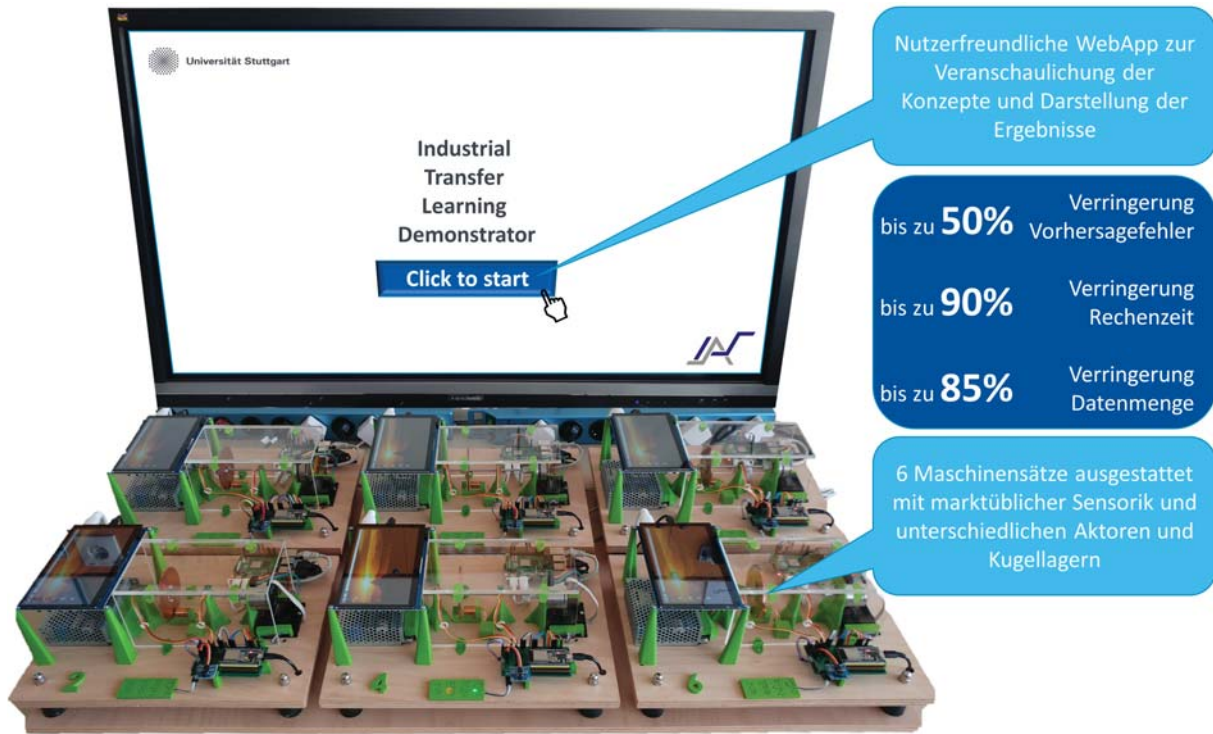 Universität Stuttgart
Industrial
Transfer
Learning
Demonstrator
Click to start
IAS
Nutzerfreundliche WebApp zur
Veranschaulichung der
Konzepte und Darstellung der
Ergebnisse
bis zu 50% Verringerung
Vorhersagefehler
bis zu 90% Verringerung
Rechenzeit
bis zu 85% Verringerung
Datenmenge
6 Maschinensätze ausgestattet
mit marktüblicher Sensorik und
unterschiedlichen Aktoren und
Kugellagern
2
4
6